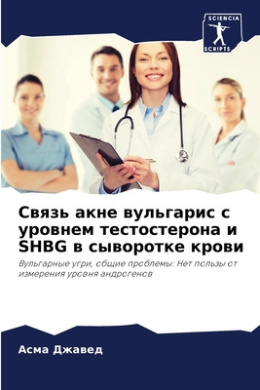 SCIENCIA
SCRIPTS
Связь акне вульгарис с
уровнем тестостерона и
SHBG в сыворотке крови
Вульгарные угри, общие проблемы: Нет пользы от
измерения уровня андрогенов
Асма Джавед